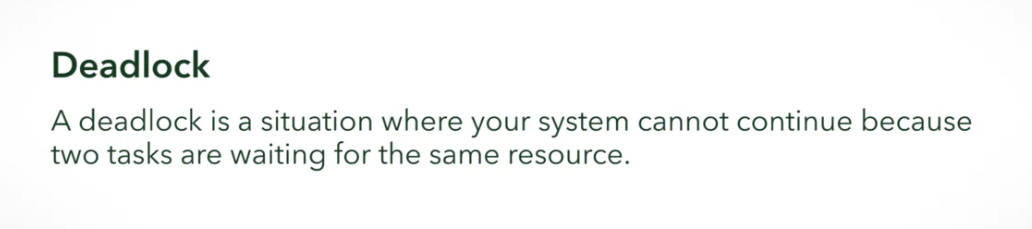 Deadlock
A deadlock is a situation where your system cannot continue because
two tasks are waiting for the same resource.